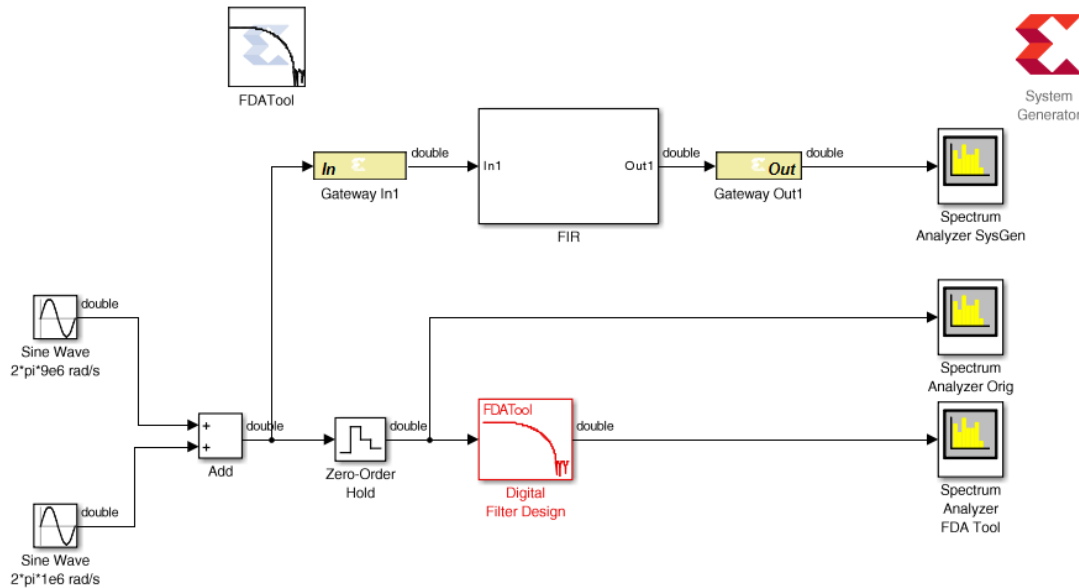 FDATool
System
Generator
In
double
In1
Out1
double
Out
double
Gateway In1
FIR
Gateway Out1
Spectrum
Analyzer SysGen
double
Sine Wave
2*pi*9e6 rad/s
Spectrum
Analyzer Orig
+
+
double
Add
double
Zero-Order
Hold
FDATool
double
Digital
Filter Design
Spectrum
Analyzer
FDA Tool
double
Sine Wave
2*pi*1e6 rad/s